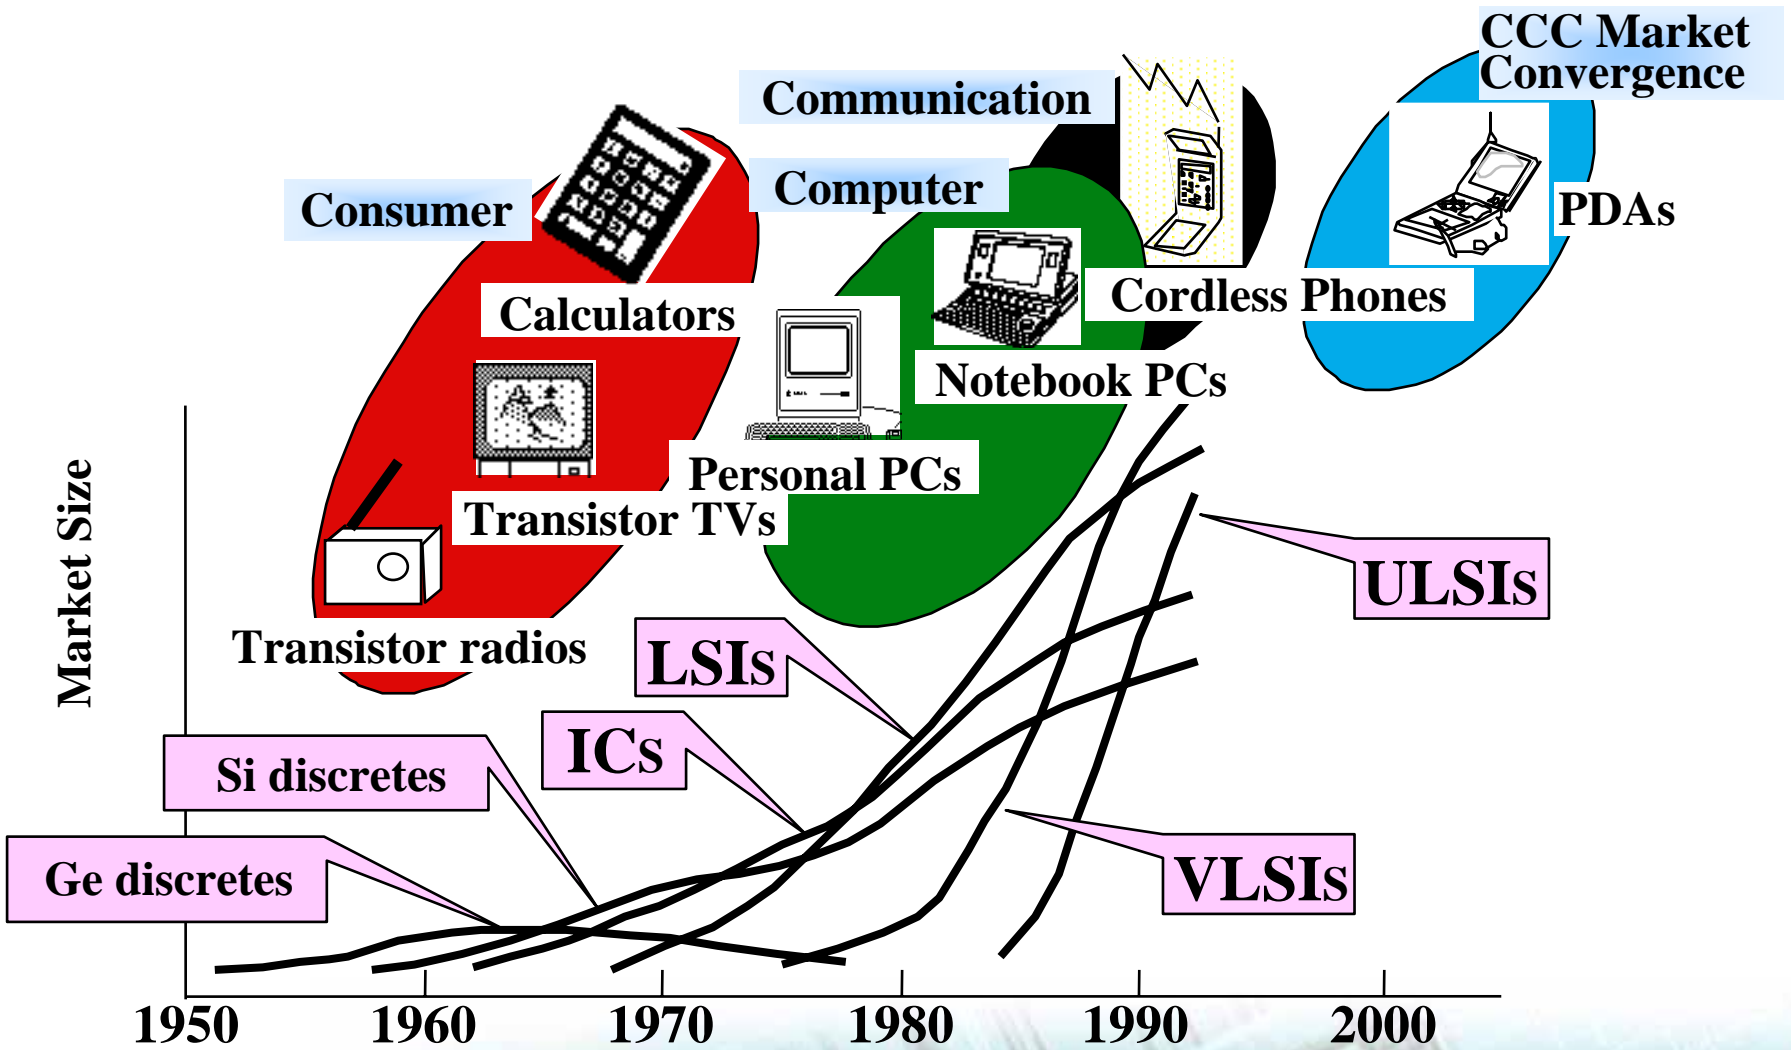 CCC Market
Convergence
Communication
Computer
Consumer
PDAs
Calculators
Cordless Phones
Notebook PCs
Personal PCs
Transistor TVs
Transistor radios
Market Size
ULSIs
LSIs
ICs
Si discretes
Ge discretes
VLSIs
1950
1960
1970
1980
1990
2000